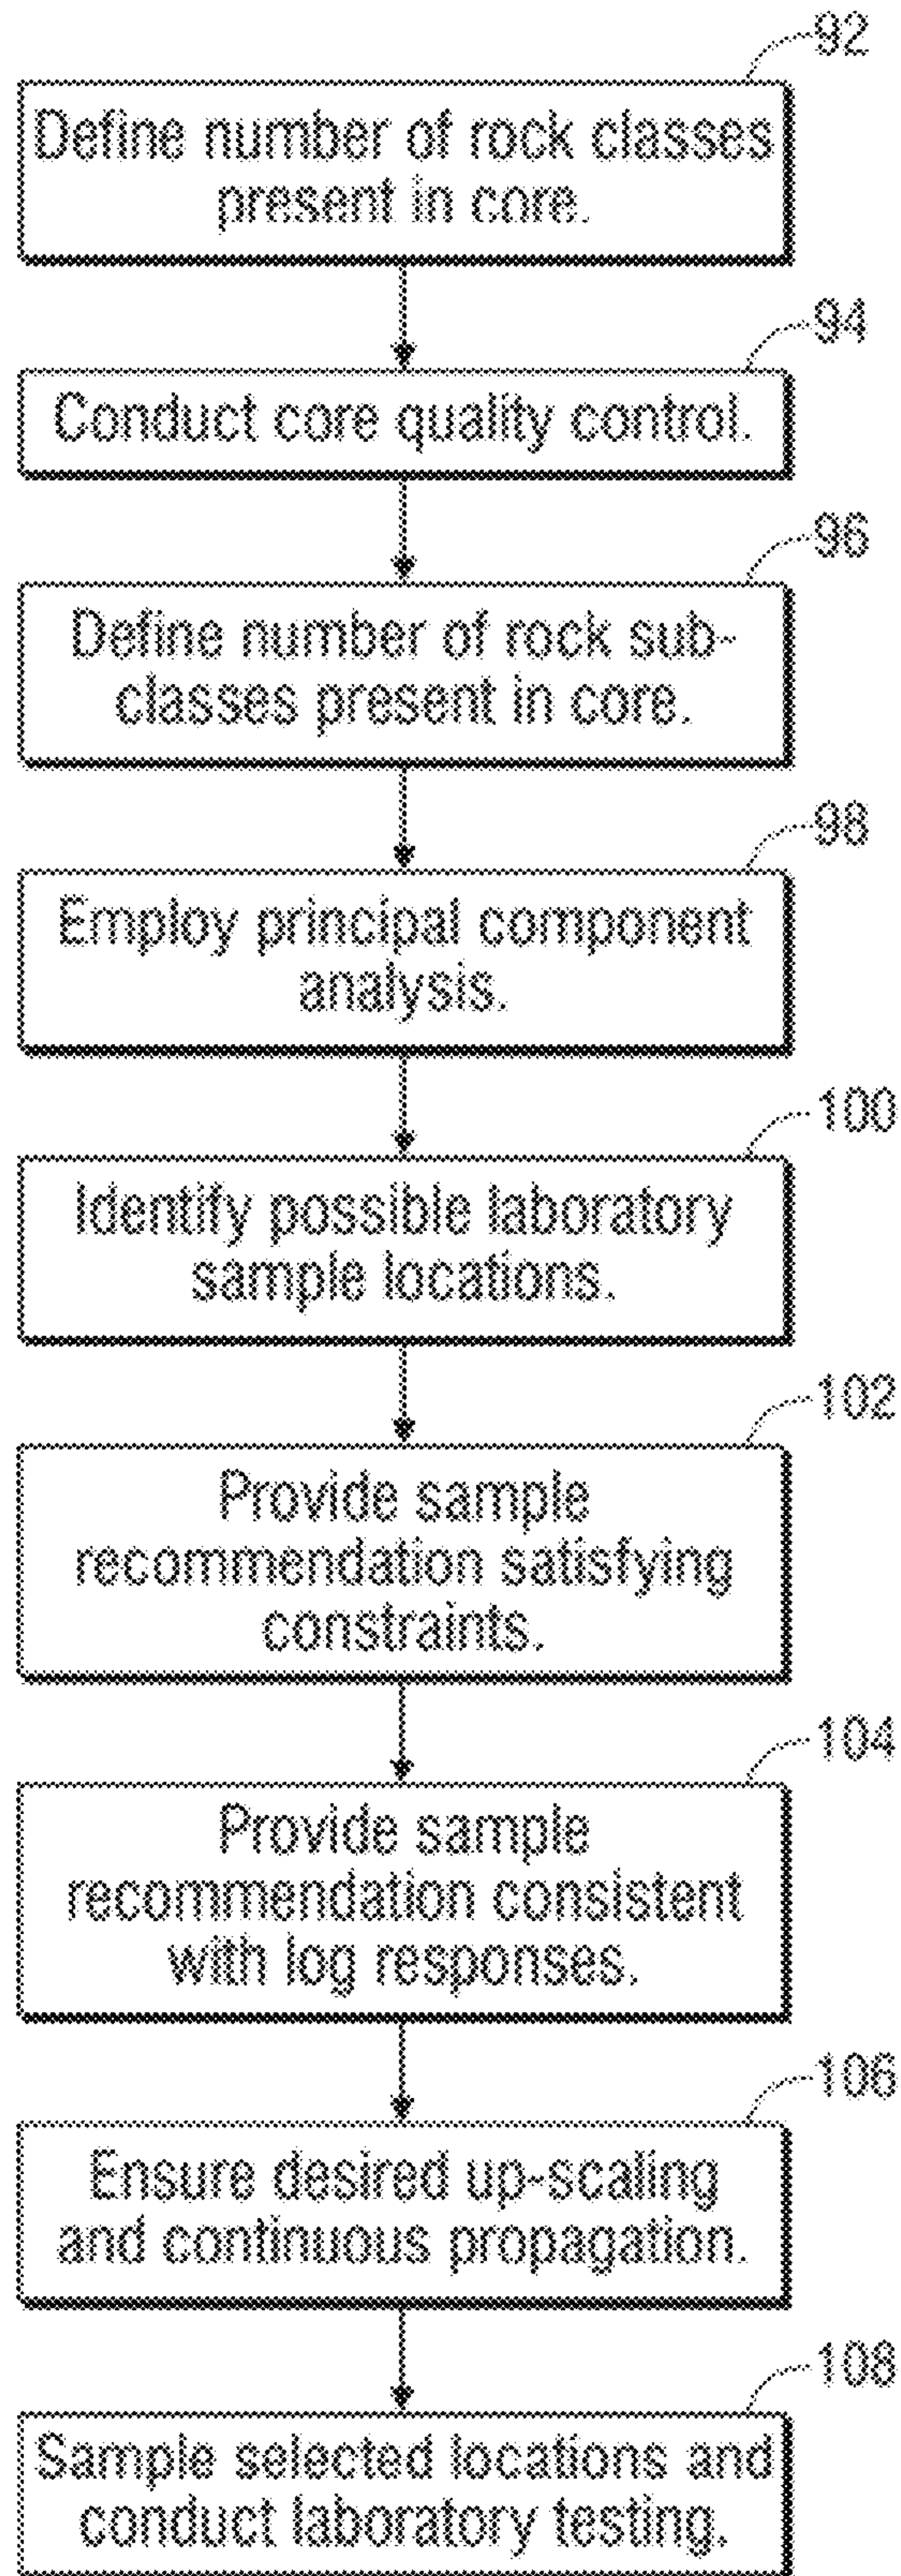 92
Define number of rock classes
present in core.
94
Conduct core quality control.
96
Define number of rock sub-
classes present in core.
98
Employ principal component
analysis.
100
Identify possible laboratory
sample locations.
102
Provide sample
recommendation satisfying
constraints.
104
Provide sample
recommendation consistent
with log responses.
106
Ensure desired up-scaling
and continuous propagation.
108
Sample selected locations and
conduct laboratory testing.